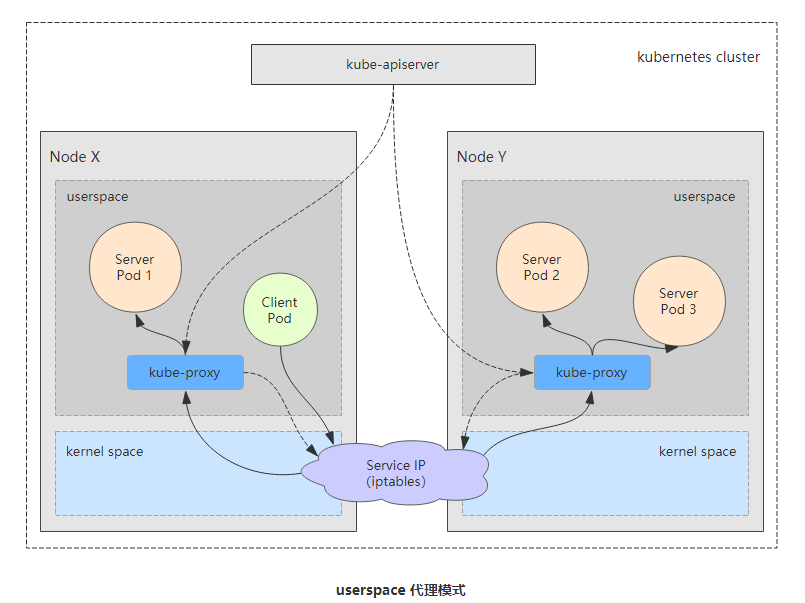 kube-apiserver
kubernetes cluster
Node X
userspace
Server
Pod 1
Client
Pod
kube-proxy
kernel space
Node Y
userspace
Server
Pod 2
Server
Pod 3
kube-proxy
kernel space
Service IP
(iptables)
userspace 代理模式